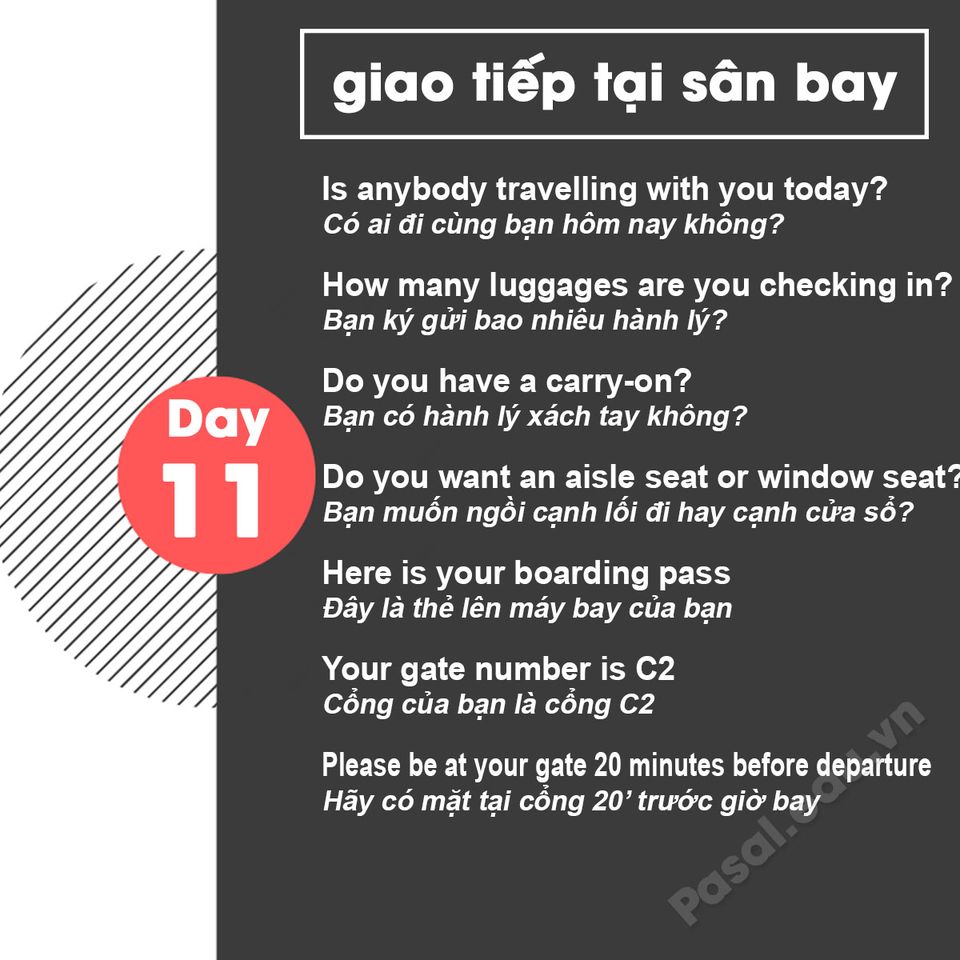 giao tiếp tại sân bay
Is anybody travelling with you today?
Có ai đi cùng bạn hôm nay không?
How many luggages are you checking in?
Bạn ký gửi bao nhiêu hành lý?
Do you have a carry-on?
Bạn có hành lý xách tay không?
Day
11
Do you want an aisle seat or window seat?
Bạn muốn ngồi cạnh lối đi hay cạnh cửa sổ?
Here is your boarding pass
Đây là thẻ lên máy bay của bạn
Your gate number is C2
Cổng của bạn là cổng C2
Please be at your gate 20 minutes before departure
Hãy có mặt tại cổng 20’ trước giờ bay
Pasal.edu.vn